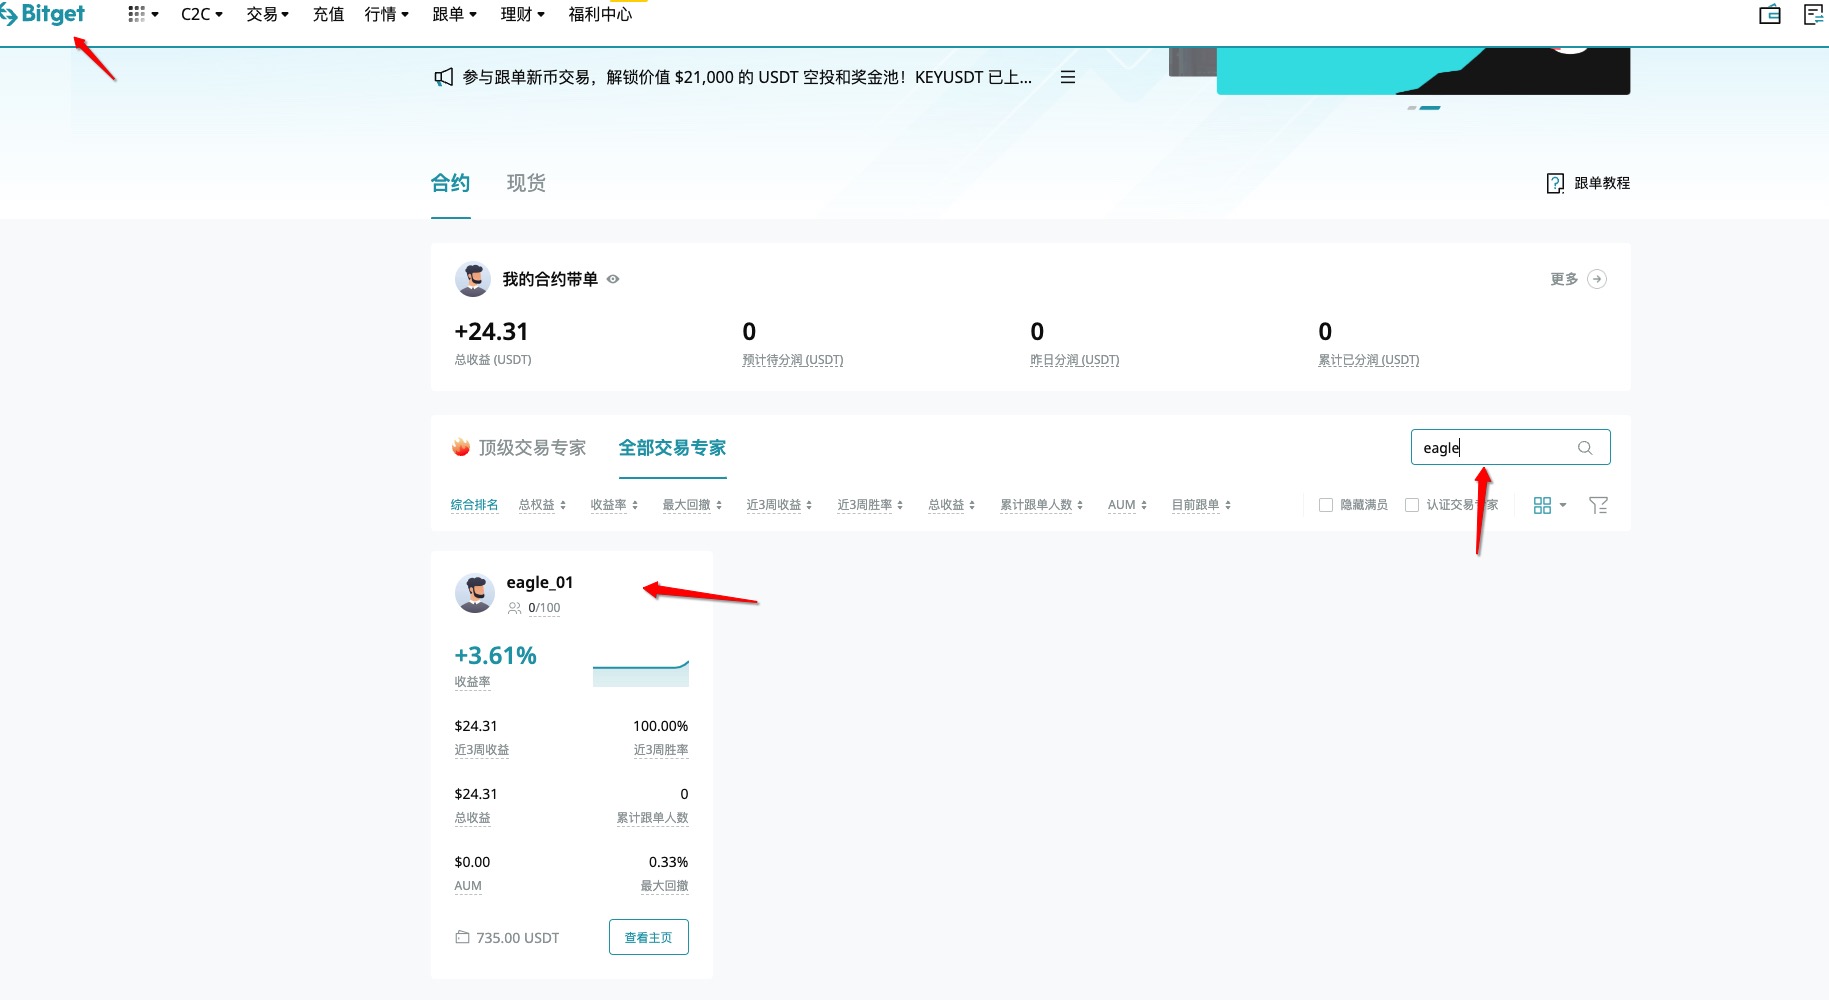 Bitget
C2C 交易 充值 行情 跟单 理财 福利中心
参与跟单新币交易，解锁价值 $21,000 的 USDT 空投和奖金池！KEYUSDT 已上...
合约 现货
跟单教程
我的合约带单
更多
+24.31 0 0 0
总收益 (USDT) 预计待分润 (USDT) 昨日分润 (USDT) 累计已分润 (USDT)
顶级交易专家 全部交易专家
eagle
综合排名 总权益 收益率 最大回撤 近3周收益 近3周胜率 总收益 累计跟单人数 AUM 目前跟单 隐藏满员 认证交易专家
eagle_01
0/100
+3.61%
收益率
$24.31 100.00%
近3周收益 近3周胜率
$24.31 0
总收益 累计跟单人数
$0.00 0.33%
AUM 最大回撤
735.00 USDT 查看主页